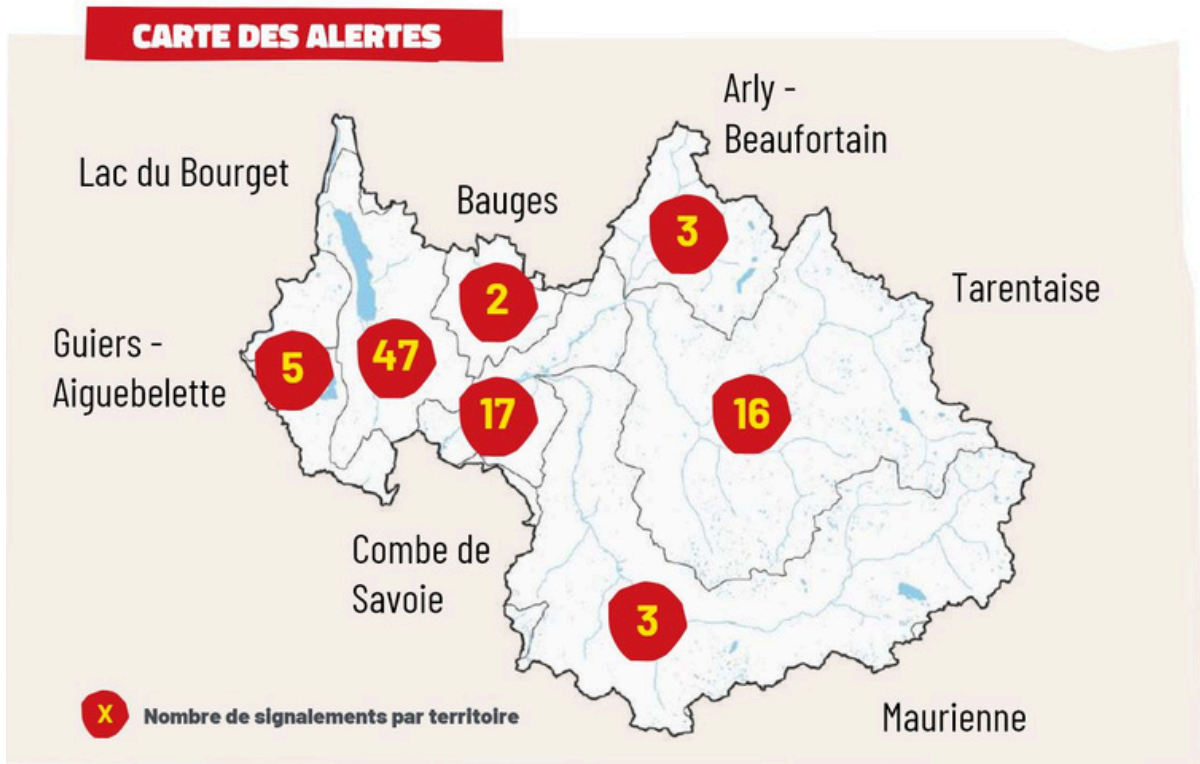 CARTE DES ALERTES
Arly -
Beaufortain
Lac du Bourget
Bauges
3
Tarentaise
2
Guiers -
Aiguebelette
5
47
17
16
Combe de
Savoie
3
X
Nombre de signalements par territoire
Maurienne